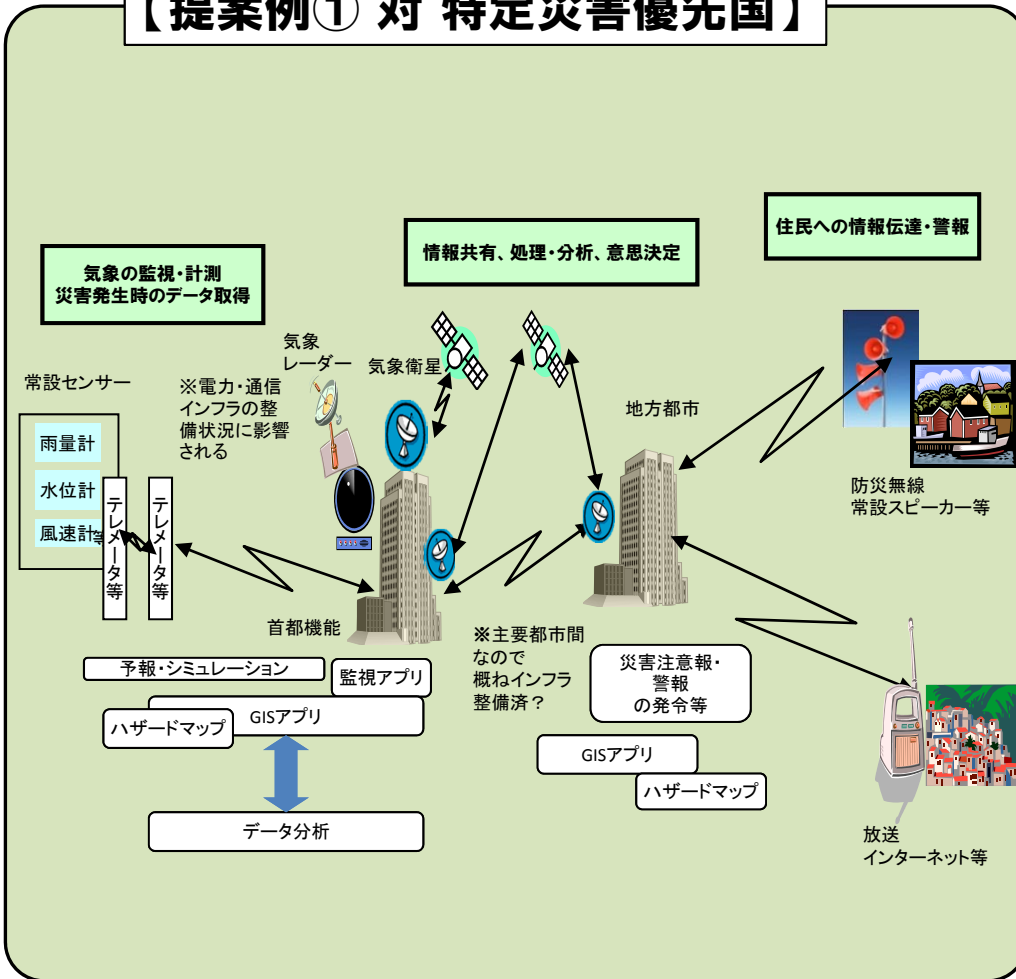 【提案例① 対 特定災害優先国】
気象の監視・計測
災害発生時のデータ取得
情報共有、処理・分析、意思決定
住民への情報伝達・警報
常設センサー
雨量計
水位計
風速計
等
テレメータ等
テレメータ等
※電力・通信
インフラの整
備状況に影響
される
気象
レーダー
気象衛星
首都機能
地方都市
※主要都市間
なので
概ねインフラ
整備済？
防災無線
常設スピーカー等
放送
インターネット等
予報・シミュレーション
監視アプリ
GISアプリ
ハザードマップ
データ分析
災害注意報・
警報
の発令等
GISアプリ
ハザードマップ